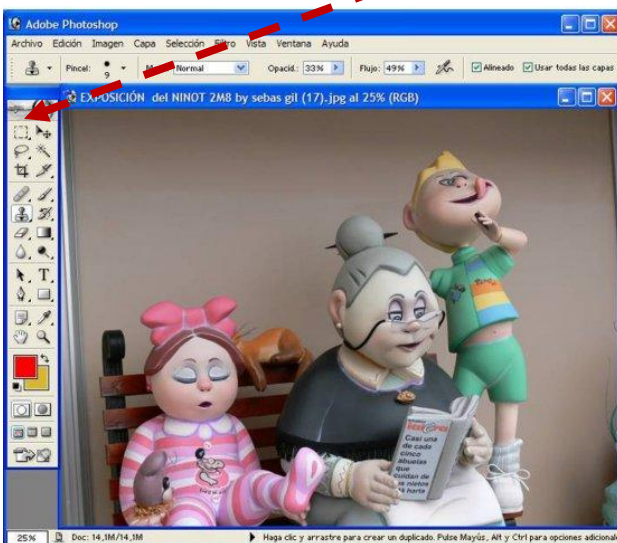 Adobe Photoshop
Archivo Edición Imagen Capa Selección Filtro Vista Ventana Ayuda
Pincel: 9 Normal Opacid.: 33% Flujo: 49% Alineado Usar todas las capas
EXPOSICIÓN del NINOT 2M8 by sebas gil (17).jpg al 25% (RGB)
T
Casi una
de cada
cinco
abuelas
que
cuidan de
nietos
harta
25% Doc: 14,1M/14,1M Haga clic y arrastre para crear un duplicado. Pulse Mayús, Alt y Ctrl para opciones adicional